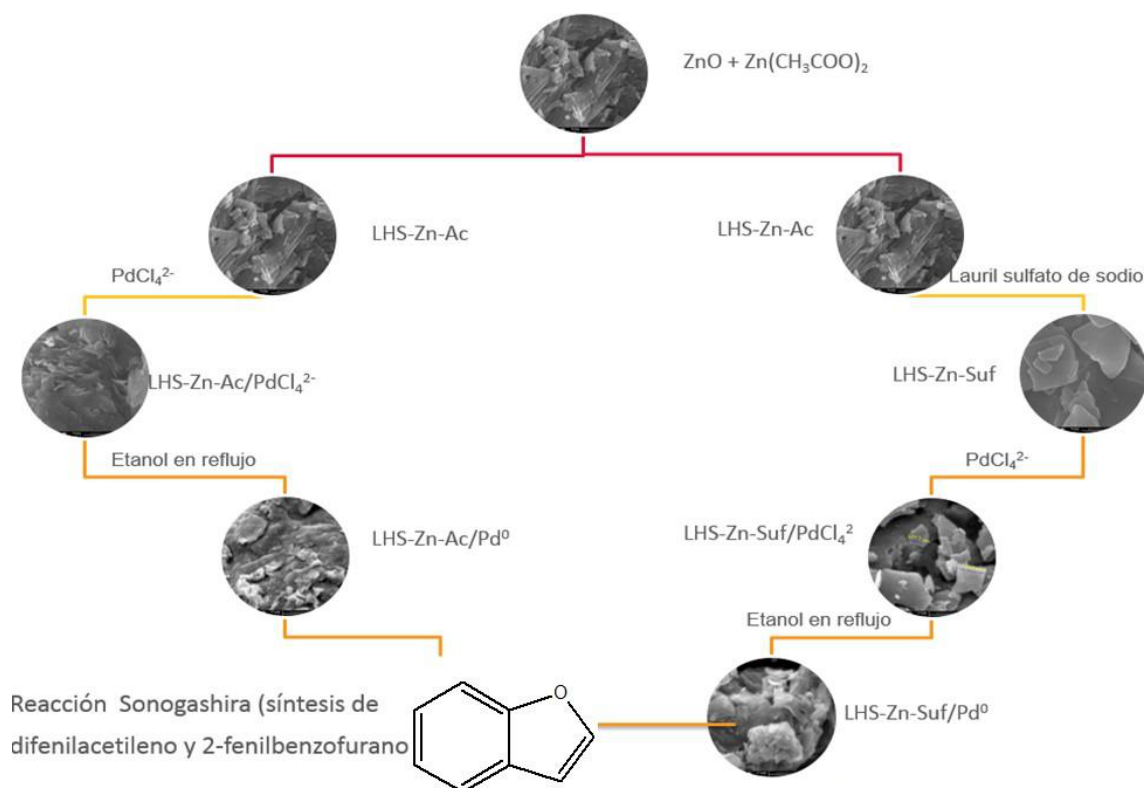 ZnO + Zn(CH₃COO)₂
LHS-Zn-Ac
LHS-Zn-Ac
PdCl₄²⁻
Lauril sulfato de sodio
LHS-Zn-Ac/PdCl₄²⁻
LHS-Zn-Suf
Etanol en reflujo
PdCl₄²⁻
LHS-Zn-Ac/Pd⁰
LHS-Zn-Suf/PdCl₄²
Etanol en reflujo
O
Reacción Sonogashira (síntesis de
difenilacetileno y 2-fenilbenzofurano
LHS-Zn-Suf/Pd⁰